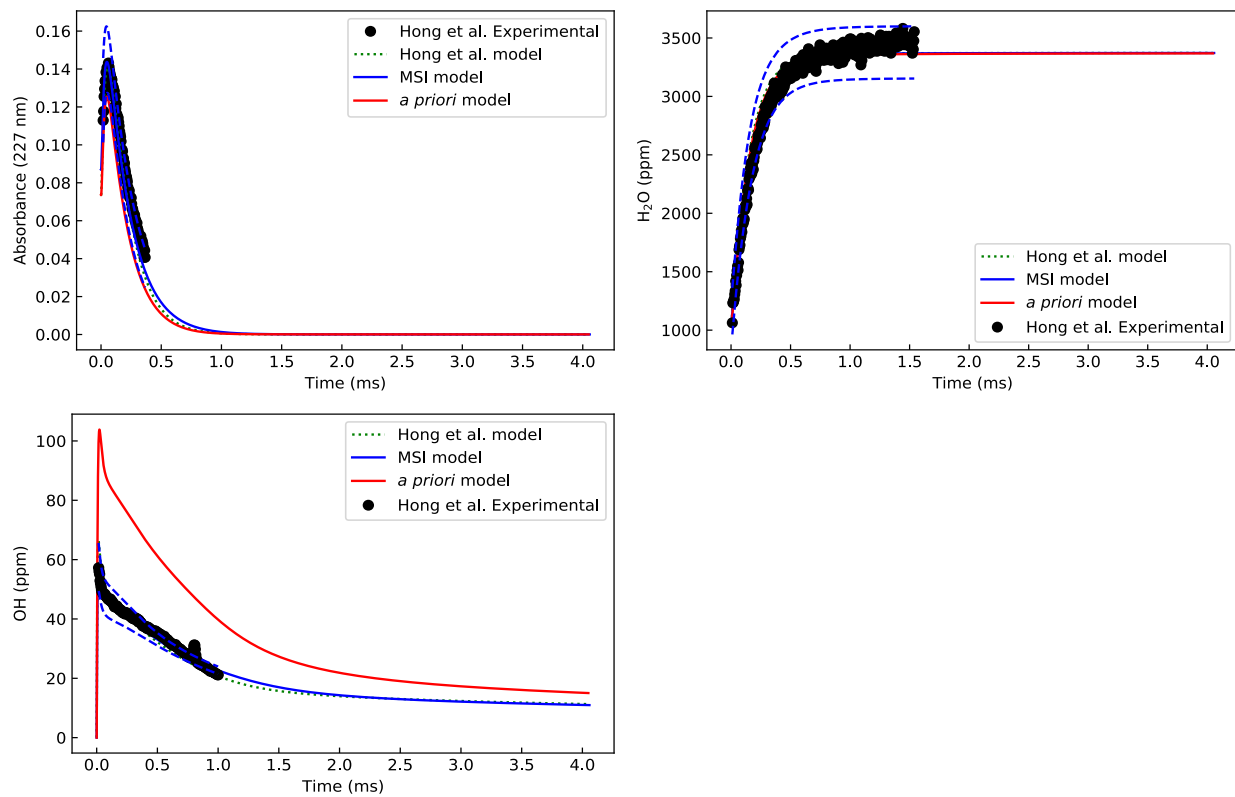 0.16
0.14
0.12
0.10
0.08
0.06
0.04
0.02
0.00
Absorbance (227 nm)
Hong et al. Experimental
Hong et al. model
MSI model
a priori model
0.0 0.5 1.0 1.5 2.0 2.5 3.0 3.5 4.0
Time (ms)
3500
3000
2500
2000
1500
1000
H₂O (ppm)
Hong et al. model
MSI model
a priori model
Hong et al. Experimental
0.0 0.5 1.0 1.5 2.0 2.5 3.0 3.5 4.0
Time (ms)
100
80
60
40
20
0
OH (ppm)
Hong et al. model
MSI model
a priori model
Hong et al. Experimental
0.0 0.5 1.0 1.5 2.0 2.5 3.0 3.5 4.0
Time (ms)